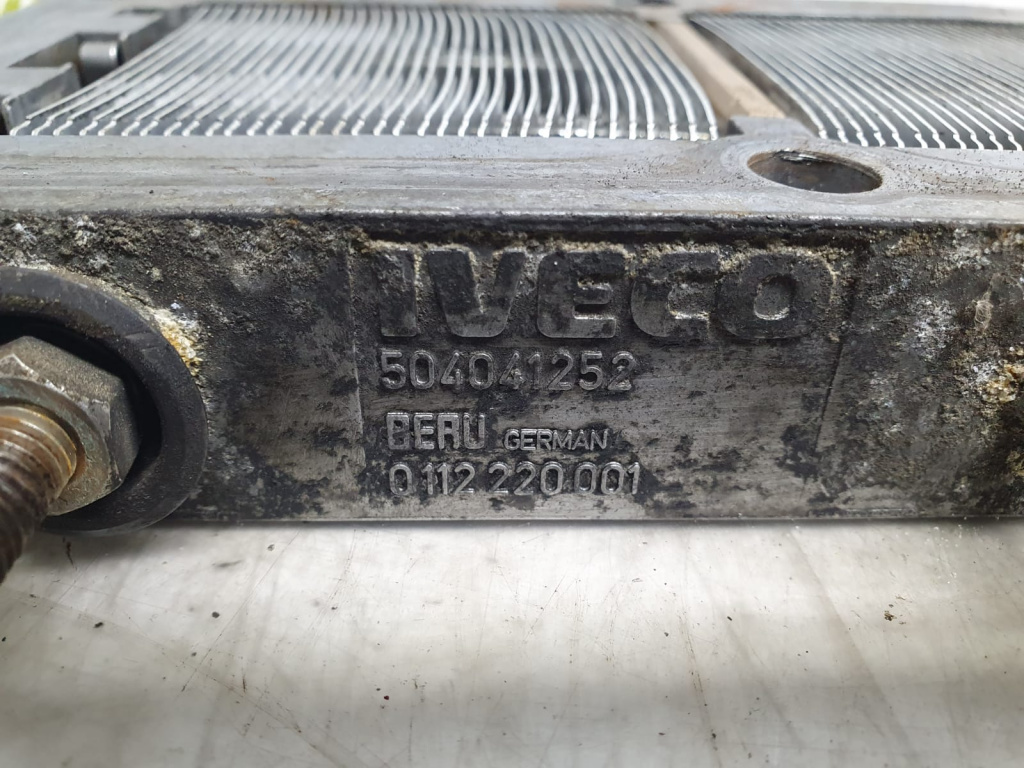 IVECO
504041252
BERU GERMAN
0 112 220 001